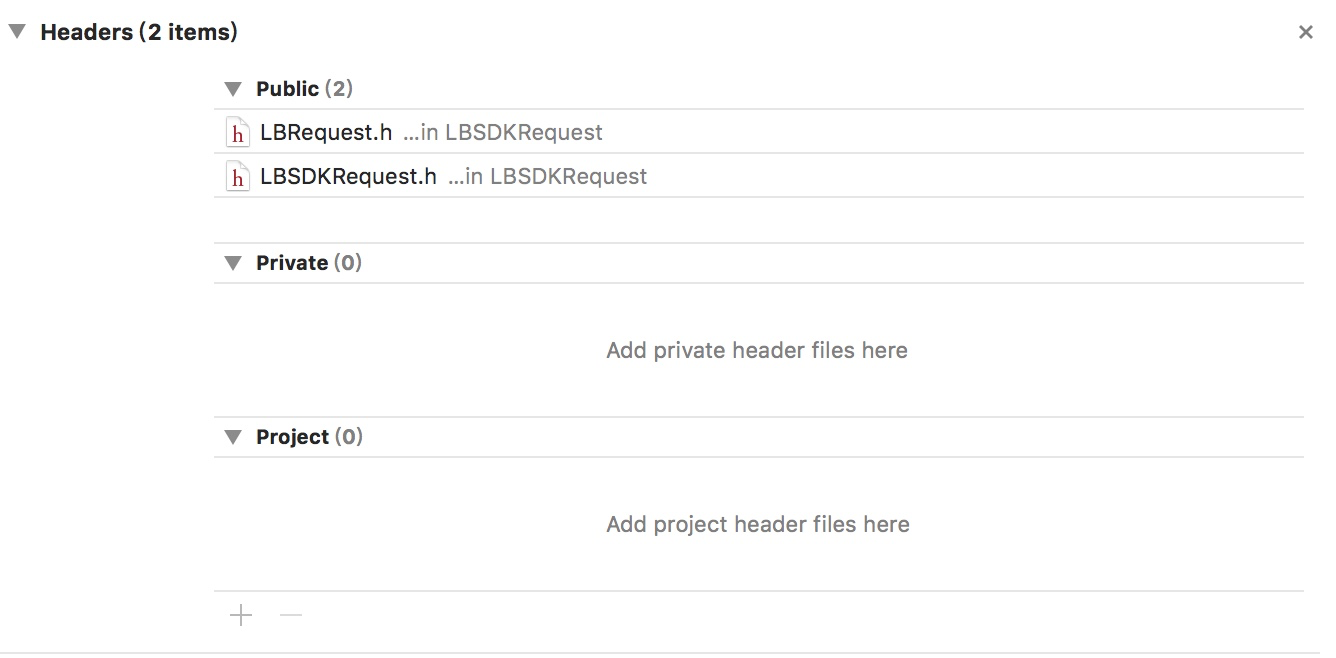 Headers (2 items)
Public (2)
LBRequest.h ...in LBSDKRequest
LBSDKRequest.h ...in LBSDKRequest
Private (0)
Add private header files here
Project (0)
Add project header files here